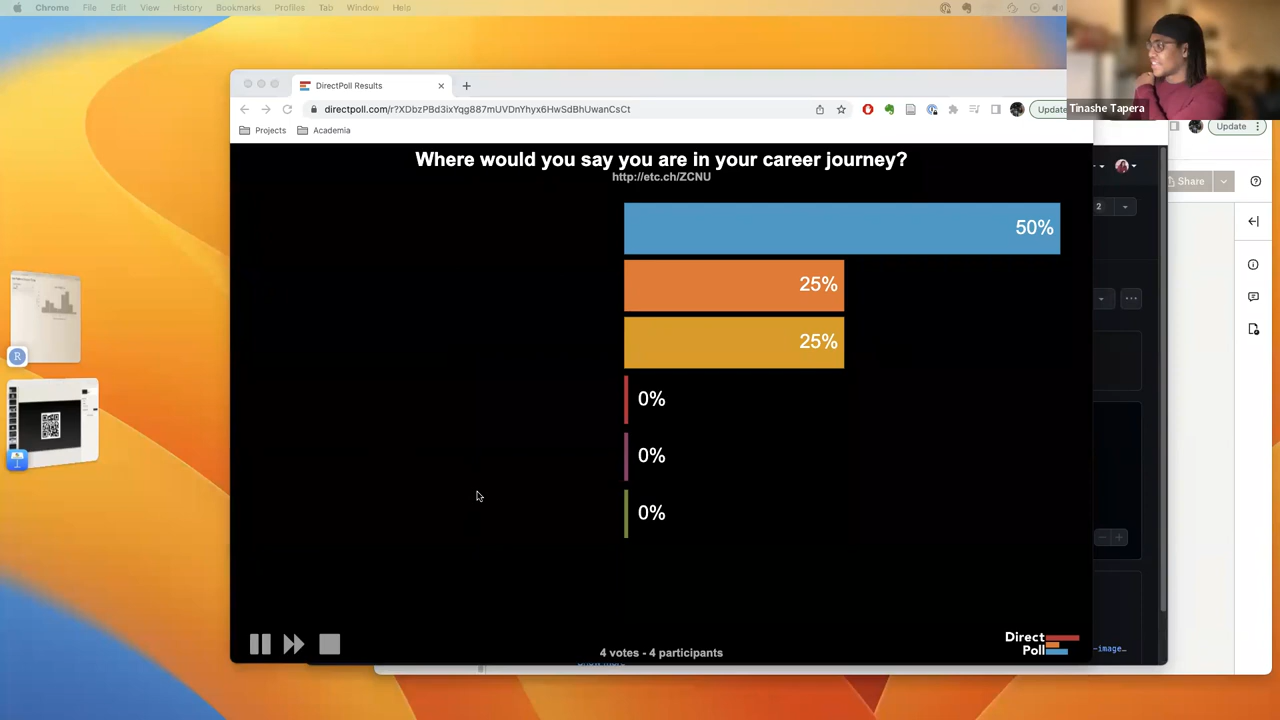 Chrome File Edit View History Bookmarks Profiles Tab Window Help
DirectPoll Results
directpoll.com/r?XDbzPBd3ixYqg887mUVDnYhyx6HwSdBhUwanCsCt
Update
Projects Academia
Tinashe Tapera
Update
Share
2
Where would you say you are in your career journey?
http://etc.ch/ZCNU
50%
25%
25%
0%
0%
0%
4 votes - 4 participants
Direct
Poll
-image…
R